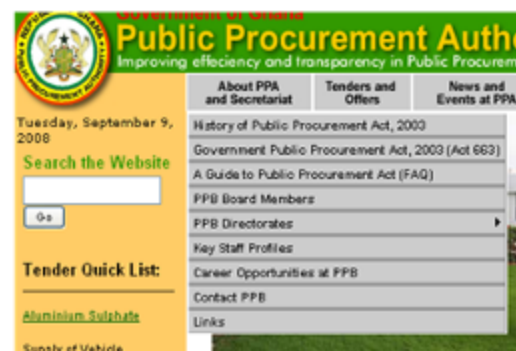 Government of Ghana
Public Procurement
Improving effeciency and transparency in Public
About PPA
and Secretariat
Tenders and
Offers
News and
Events at PPA
Tuesday, September 9,
2008
Search the Website
Go
Tender Quick List:
Aluminium Sulphate
Supply of Vehicle
History of Public Procurement Act, 2003
Government Public Procurement Act, 2003 (Act 663)
A Guide to Public Procurement Act (FAQ)
PPB Board Members
PPB Directorates
Key Staff Profiles
Career Opportunities at PPB
Contact PPB
Links